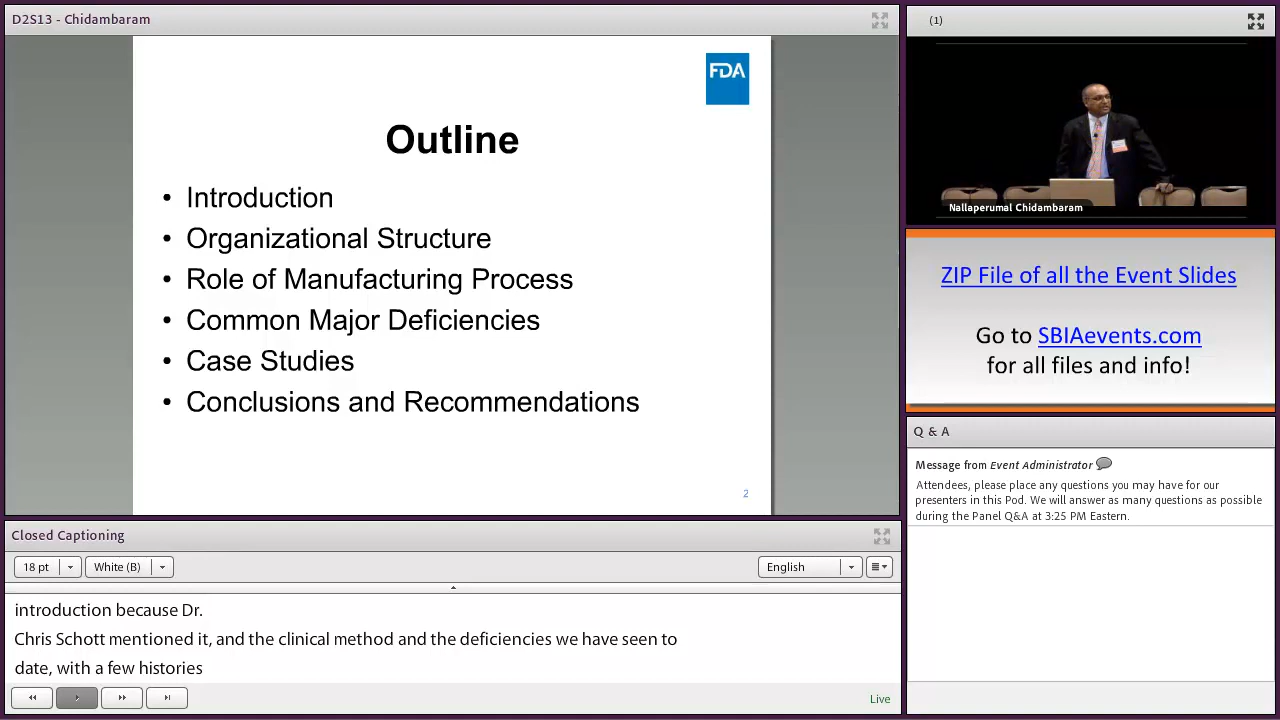 D2S13 - Chidambaram
FDA
Outline
• Introduction
• Organizational Structure
• Role of Manufacturing Process
• Common Major Deficiencies
• Case Studies
• Conclusions and Recommendations
2
Closed Captioning
18 pt
White (B)
English
introduction because Dr.
Chris Schott mentioned it, and the clinical method and the deficiencies we have seen to
date, with a few histories
Live
(1)
Nallaperumal Chidambaram
ZIP File of all the Event Slides
Go to SBIAevents.com
for all files and info!
Q & A
Message from Event Administrator
Attendees, please place any questions you may have for our
presenters in this Pod. We will answer as many questions as possible
during the Panel Q&A at 3:25 PM Eastern.